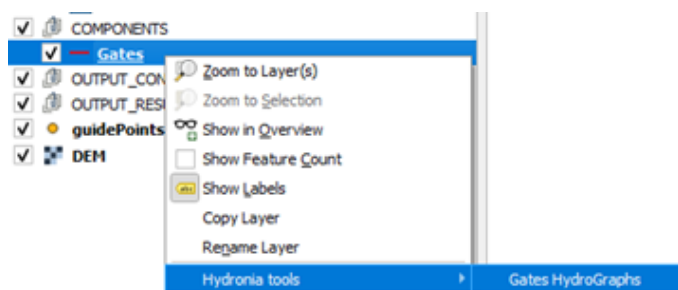 COMPONENTS
Gates
Zoom to Layer(s)
OUTPUT_CON
Zoom to Selection
OUTPUT_RESU
Show in Overview
guidePoints
Show Feature Count
DEM
abc
Show Labels
Copy Layer
Rename Layer
Hydronia tools
Gates HydroGraphs